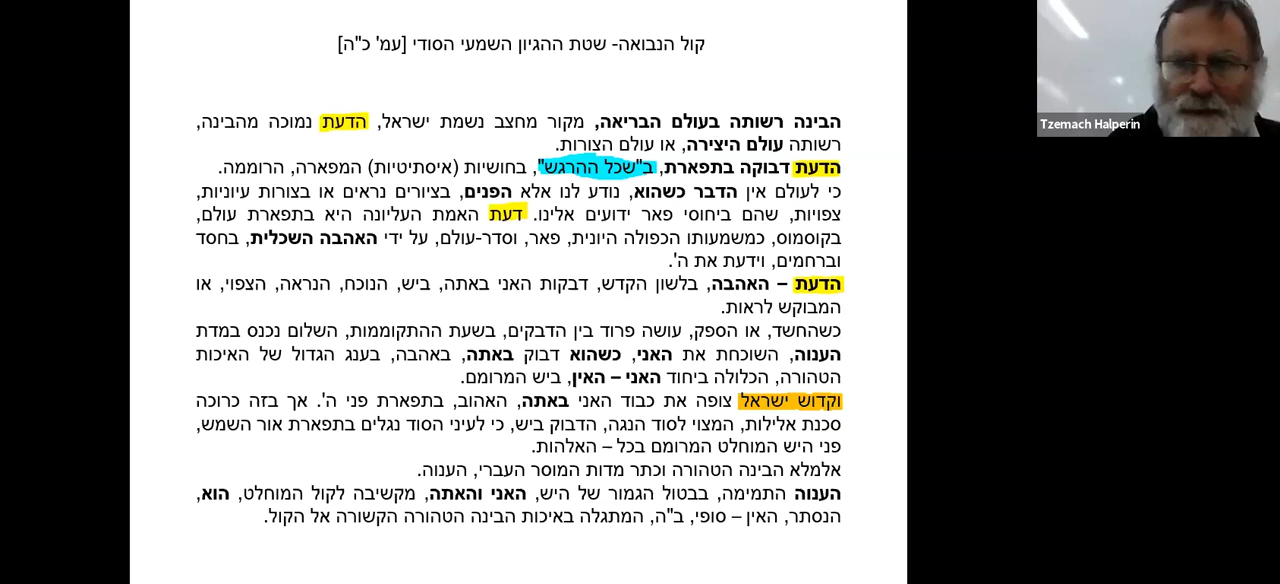 קול הנבואה- שטת ההגיון השמעי הסודי [עמ' כ"ה]
הבינה רשותה בעולם הבריאה, מקור מחצב נשמת ישראל, הדעת נמוכה מהבינה,
רשותה עולם היצירה, או עולם הצורות.
הדעת דבוקה בתפארת, ב"שכל ההרגש", בחושיות (איסתיטיות) המפארה, הרוממה.
כי לעולם אין הדבר כשהוא, נודע לנו אלא הפנים, בציורים נראים או בצורות עיוניות,
צפויות, שהם ביחוסי פאר ידועים אלינו. דעת האמת העליונה היא בתפארת עולם,
בקוסמוס, כמשמעותו הכפולה היונית, פאר, וסדר-עולם, על ידי האהבה השכלית, בחסד
וברחמים, וידעת את ה'.
הדעת – האהבה, בלשון הקדש, דבקות האני באתה, ביש, הנוכח, הנראה, הצפוי, או
המבוקש לראות.
כשהחשד, או הספק, עושה פרוד בין הדבקים, בשעת ההתקוממות, השלום נכנס במדת
הענוה, השוכחת את האני, כשהוא דבוק באתה, באהבה, בענג הגדול של האיכות
הטהורה, הכלולה ביחוד האני – האין, ביש המרומם.
וקדוש ישראל צופה את כבוד האני באתה, האהוב, בתפארת פני ה'. אך בזה כרוכה
סכנת אלילות, המצוי לסוד הנגה, הדבוק ביש, כי לעיני הסוד נגלים בתפארת אור השמש,
פני היש המוחלט המרומם בכל – האלהות.
אלמלא הבינה הטהורה וכתר מדות המוסר העברי, הענוה.
הענוה התמימה, בבטול הגמור של היש, האני והאתה, מקשיבה לקול המוחלט, הוא,
הנסתר, האין – סופי, ב"ה, המתגלה באיכות הבינה הטהורה הקשורה אל הקול.
Tzemach Halperin